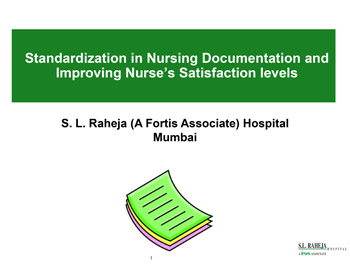 Standardization in Nursing Documentation and
Improving Nurse's Satisfaction levels
S. L. Raheja (A Fortis Associate) Hospital
Mumbai
1
S.L. RAHEJA
HOSPITAL
A Fortis ASSOCIATE